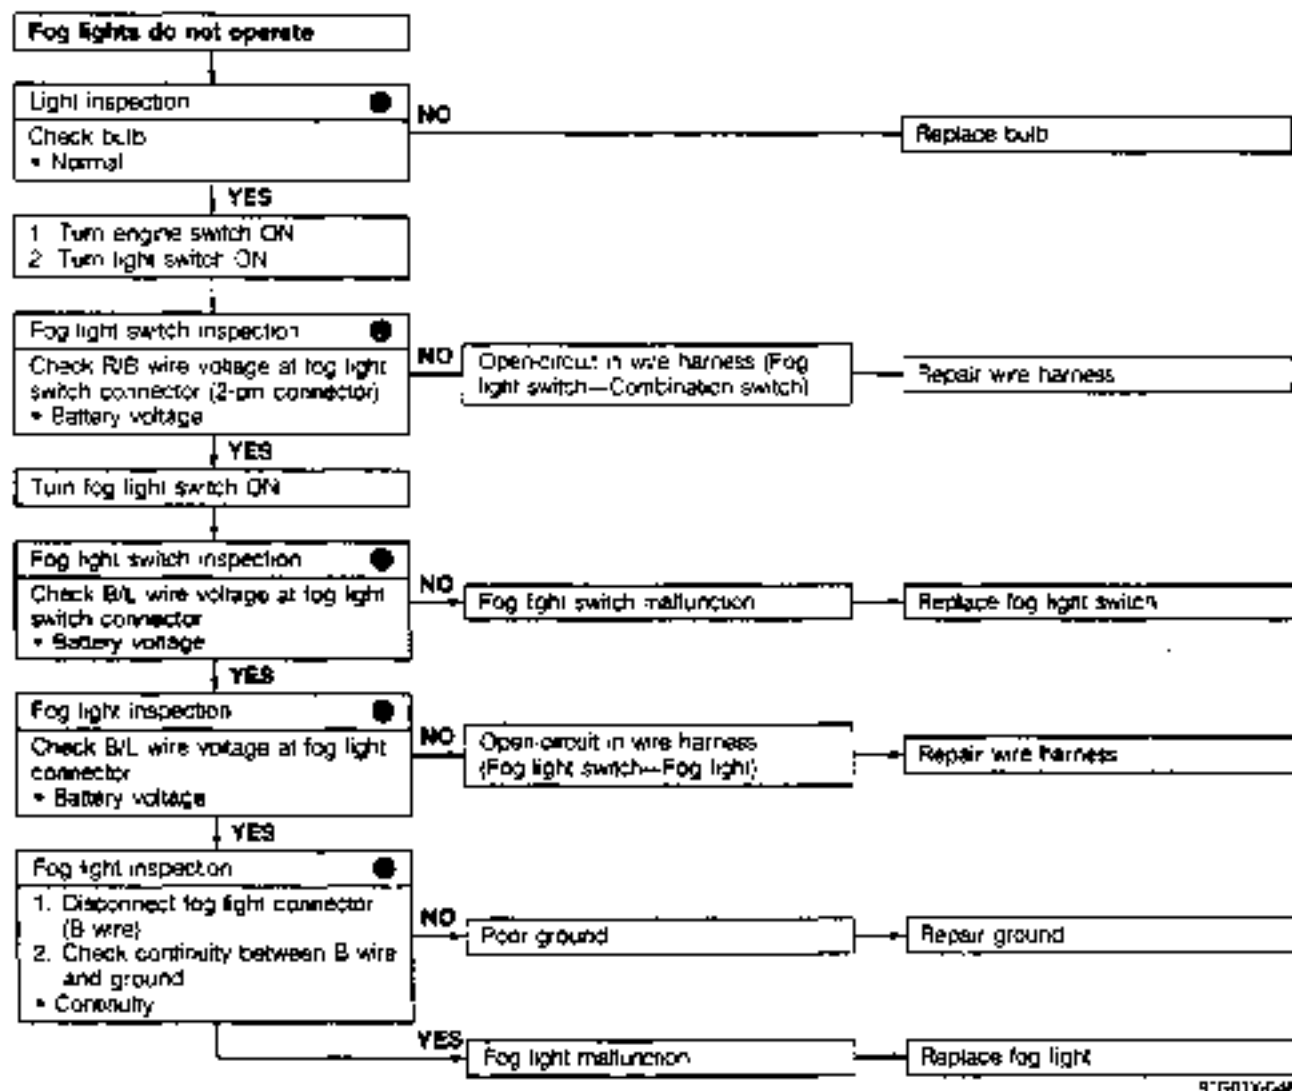 Fog lights do not operate
Light inspection
Check bulb
• Normal
NO
Replace bulb
YES
1 Turn engine switch ON
2 Turn light switch ON
Fog light switch inspection
Check R/B wire voltage at fog light
switch connector (2-pin connector)
• Battery voltage
NO
Open-circuit in wire harness (Fog
light switch—Combination switch)
Repair wire harness
YES
Turn fog light switch ON
Fog light switch inspection
Check B/L wire voltage at fog light
switch connector
• Battery voltage
NO
Fog light switch malfunction
Replace fog light switch
YES
Fog light inspection
Check B/L wire voltage at fog light
connector
• Battery voltage
NO
Open-circuit in wire harness
(Fog light switch—Fog light)
Repair wire harness
YES
Fog light inspection
1. Disconnect fog light connector
(B wire)
2. Check continuity between B wire
and ground
• Continuity
NO
Poor ground
Repair ground
YES
Fog light malfunction
Replace fog light